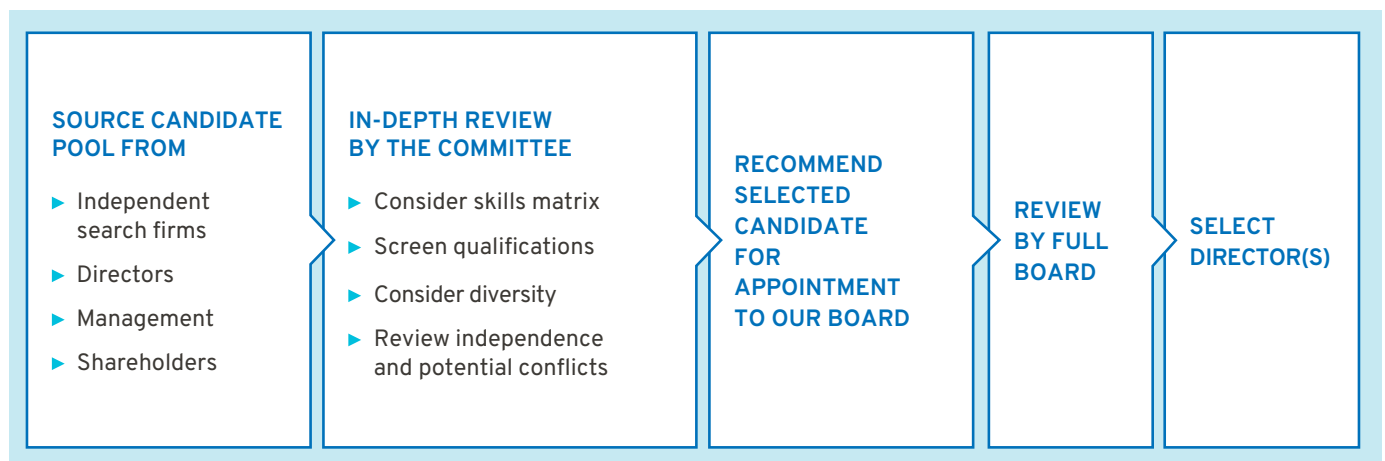 SOURCE CANDIDATE
POOL FROM
► Independent
search firms
► Directors
► Management
► Shareholders
IN-DEPTH REVIEW
BY THE COMMITTEE
► Consider skills matrix
► Screen qualifications
► Consider diversity
► Review independence
and potential conflicts
RECOMMEND
SELECTED
CANDIDATE
FOR
APPOINTMENT
TO OUR BOARD
REVIEW
BY FULL
BOARD
SELECT
DIRECTOR(S)